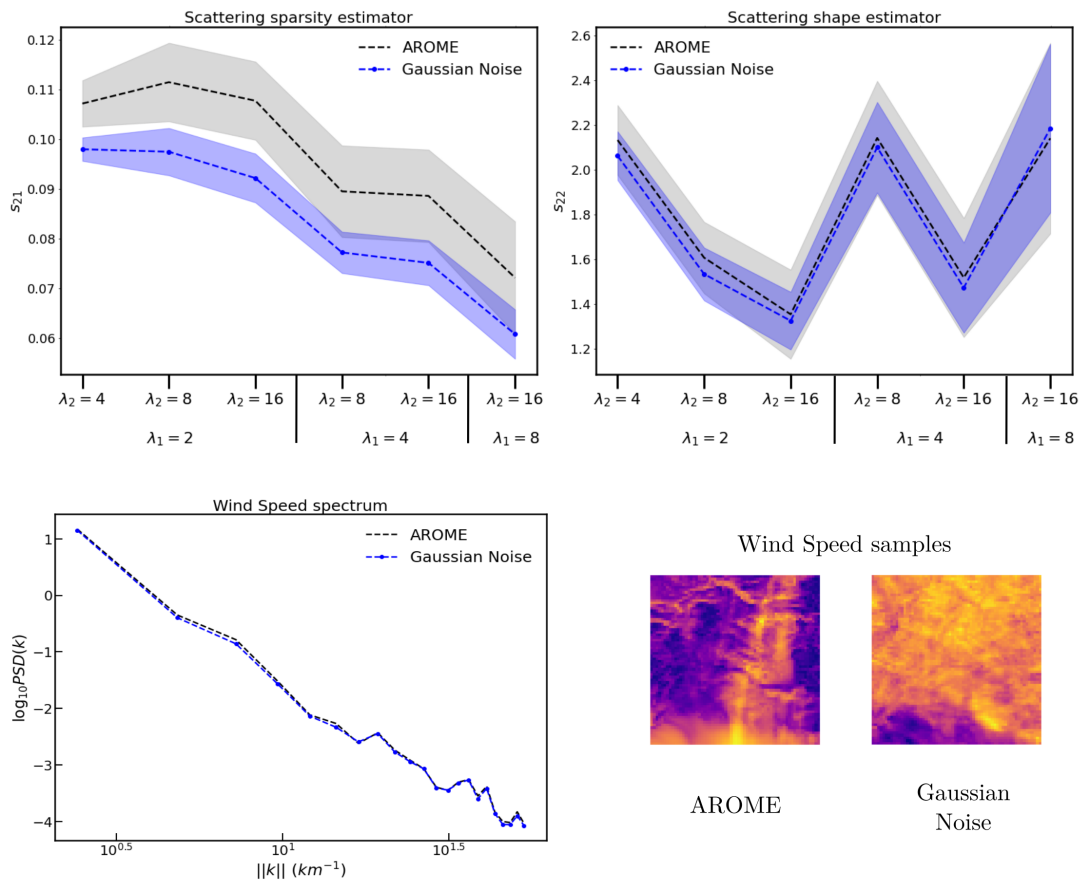 Scattering sparsity estimator
0.12
0.11
0.10
0.09
0.08
0.07
0.06
s₂₁
AROME
Gaussian Noise
λ₂ = 4 λ₂ = 8 λ₂ = 16 λ₂ = 8 λ₂ = 16 λ₂ = 16
λ₁ = 2 λ₁ = 4 λ₁ = 8
Scattering shape estimator
2.6
2.4
2.2
2.0
1.8
1.6
1.4
1.2
s₂₂
AROME
Gaussian Noise
λ₂ = 4 λ₂ = 8 λ₂ = 16 λ₂ = 8 λ₂ = 16 λ₂ = 16
λ₁ = 2 λ₁ = 4 λ₁ = 8
Wind Speed spectrum
1
0
−1
−2
−3
−4
log₁₀PSD(k)
AROME
Gaussian Noise
10^0.5 10^1 10^1.5
||k|| (km⁻¹)
Wind Speed samples
AROME
Gaussian
Noise